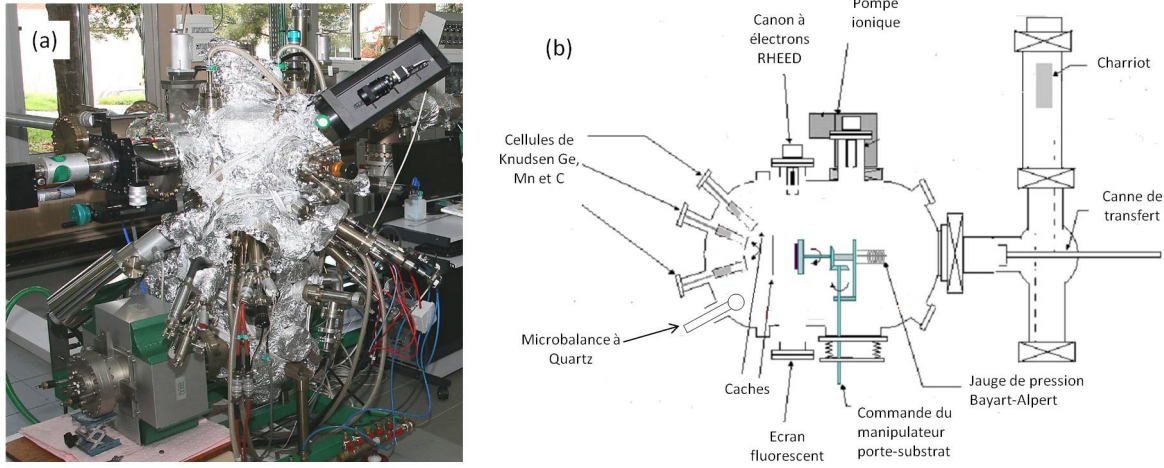 (a)
(b)
Pompe
ionique
Canon à
électrons
RHEED
Charriot
Cellules de
Knudsen Ge,
Mn et C
Canne de
transfert
Microbalance à
Quartz
Caches
Jauge de pression
Bayart-Alpert
Ecran
fluorescent
Commande du
manipulateur
porte-substrat